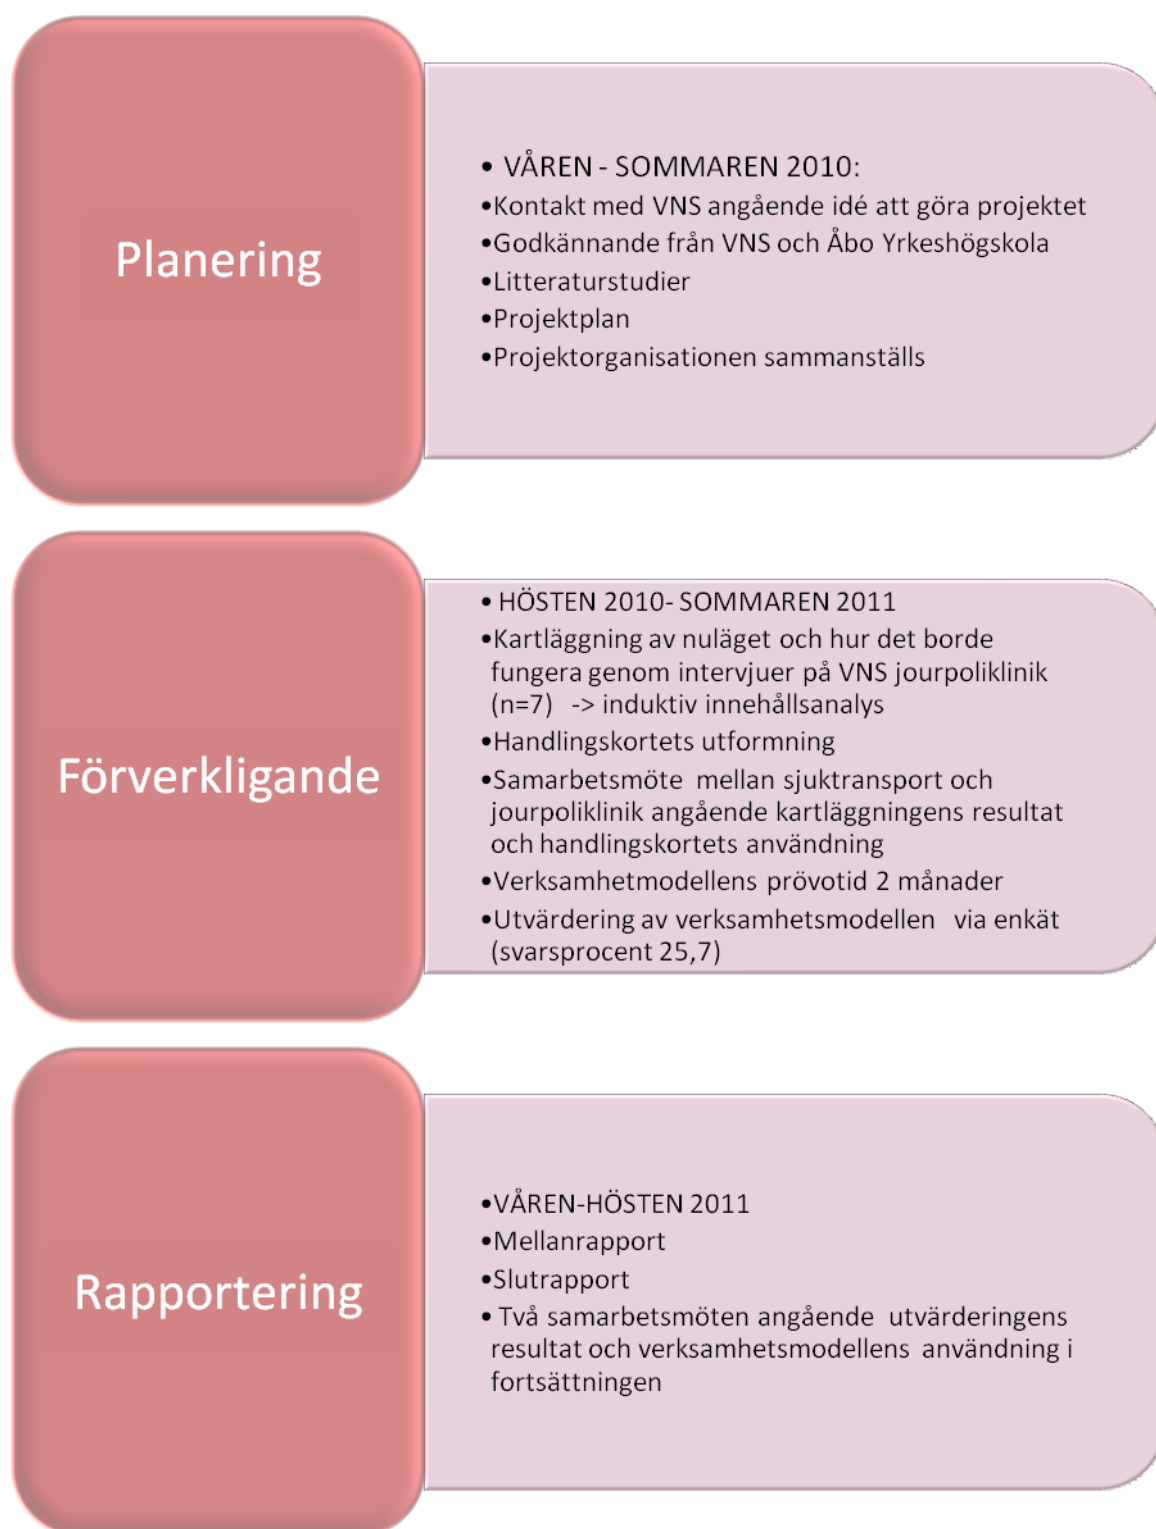 Planering
• VÅREN - SOMMAREN 2010:
•Kontakt med VNS angående idé att göra projektet
•Godkännande från VNS och Åbo Yrkeshögskola
•Litteraturstudier
•Projektplan
•Projektorganisationen sammanställs
Förverkligande
• HÖSTEN 2010- SOMMAREN 2011
•Kartläggning av nuläget och hur det borde
fungera genom intervjuer på VNS jourpoliklinik
(n=7) -> induktiv innehållsanalys
•Handlingskortets utformning
•Samarbetsmöte mellan sjuktransport och
jourpoliklinik angående kartläggningens resultat
och handlingskortets användning
•Verksamhetmodellens prövotid 2 månader
•Utvärdering av verksamhetsmodellen via enkät
(svarsprocent 25,7)
Rapportering
•VÅREN-HÖSTEN 2011
•Mellanrapport
•Slutrapport
• Två samarbetsmöten angående utvärderingens
resultat och verksamhetsmodellens användning i
fortsättningen